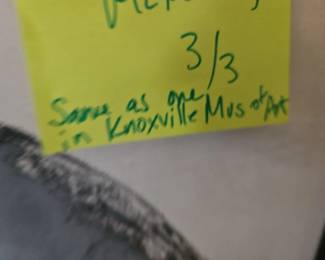 3/3
Same as one
in Knoxville Mus of Art